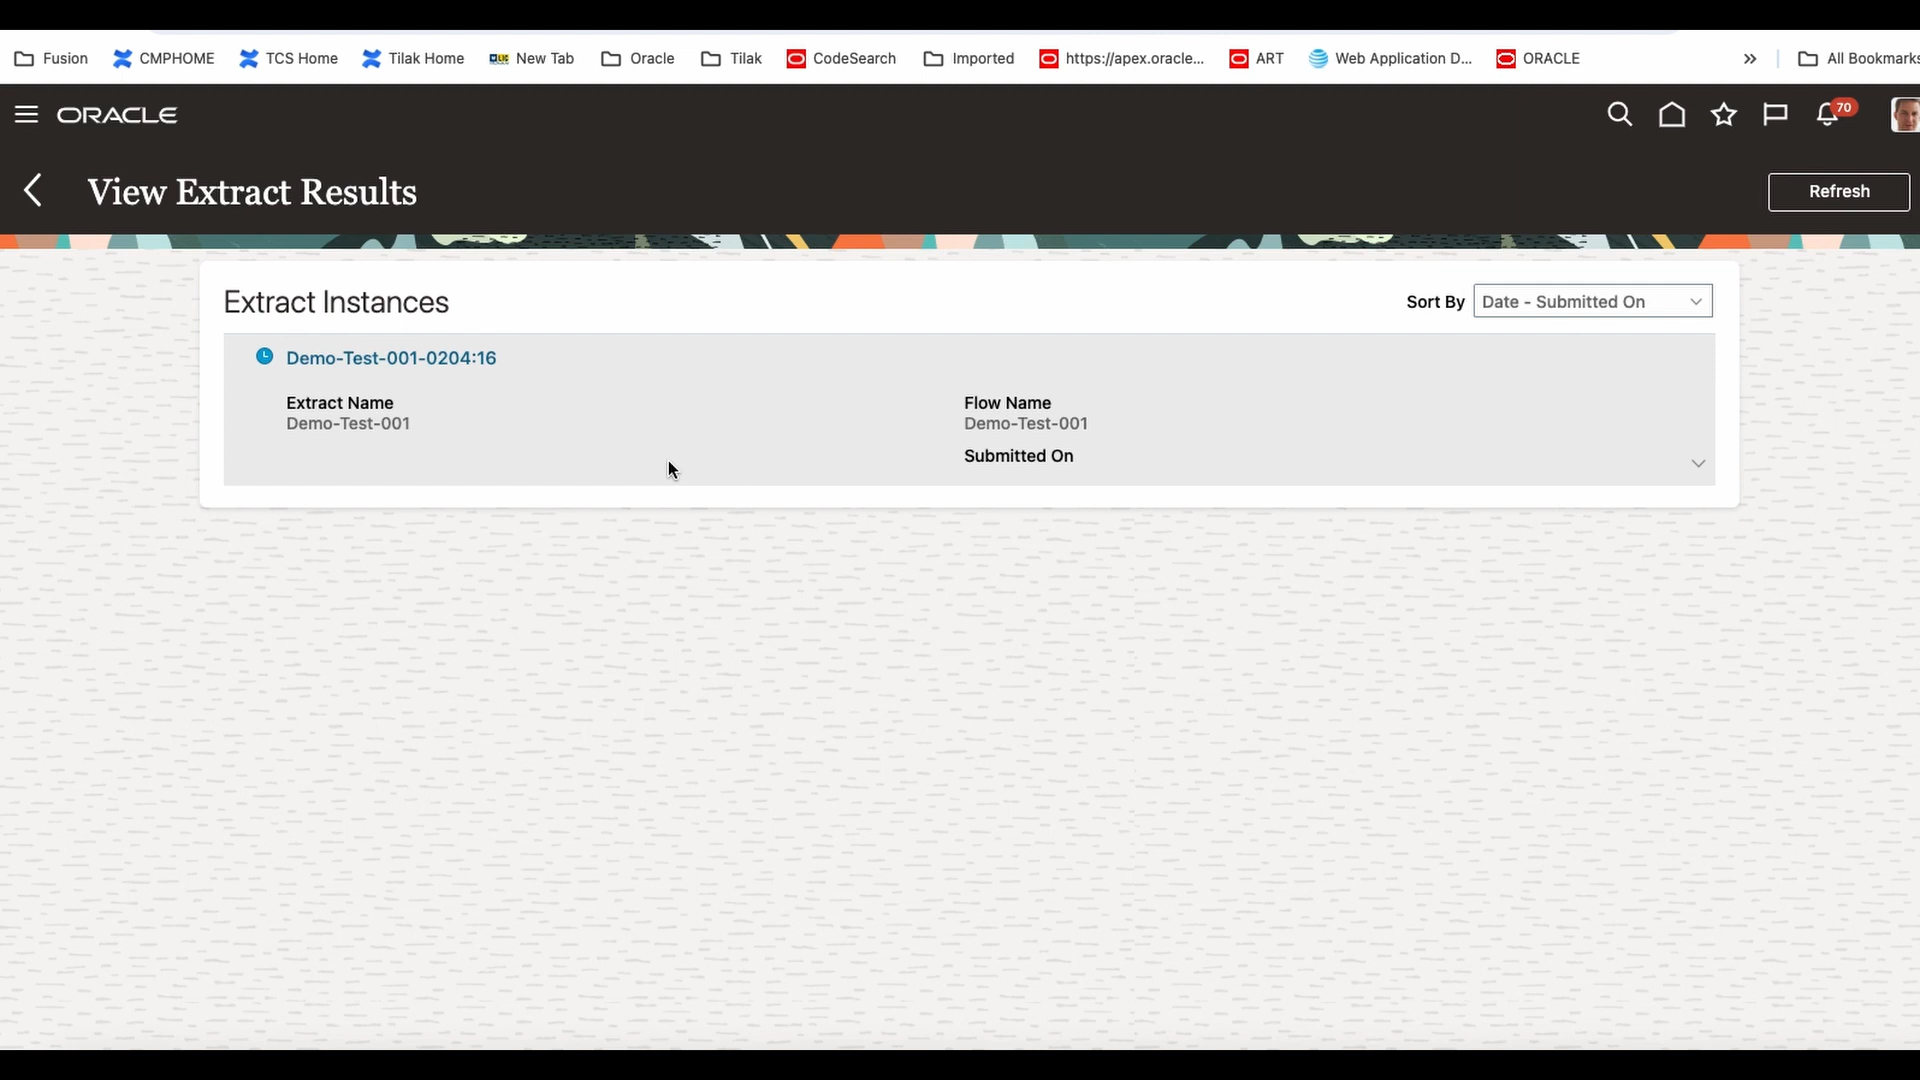 Fusion CMPHOME TCS Home Tilak Home New Tab Oracle Tilak CodeSearch Imported https://apex.oracle... ART Web Application D... ORACLE » All Bookmarks
ORACLE 70
View Extract Results Refresh
Extract Instances Sort By Date - Submitted On
Demo-Test-001-0204:16
Extract Name Flow Name
Demo-Test-001 Demo-Test-001
Submitted On